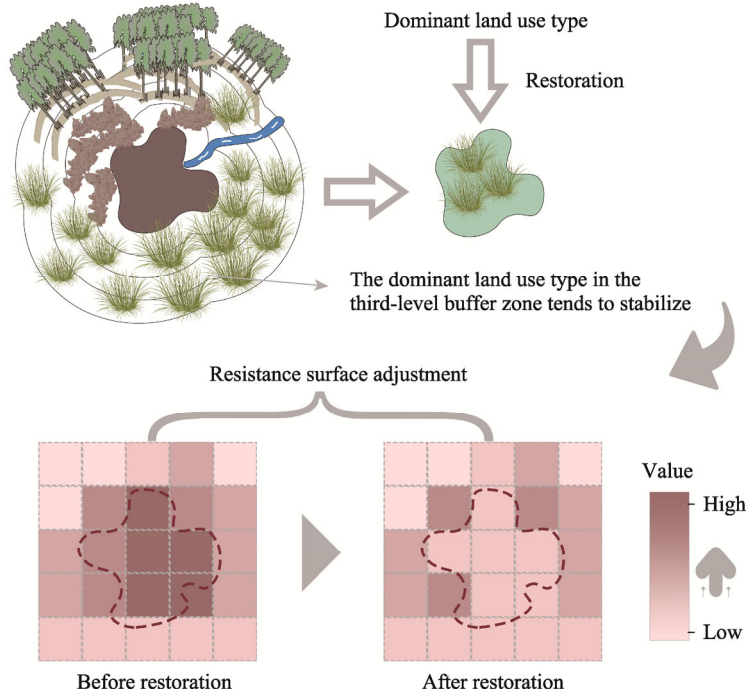 Dominant land use type
Restoration
The dominant land use type in the
third-level buffer zone tends to stabilize
Resistance surface adjustment
Value
High
Low
Before restoration
After restoration